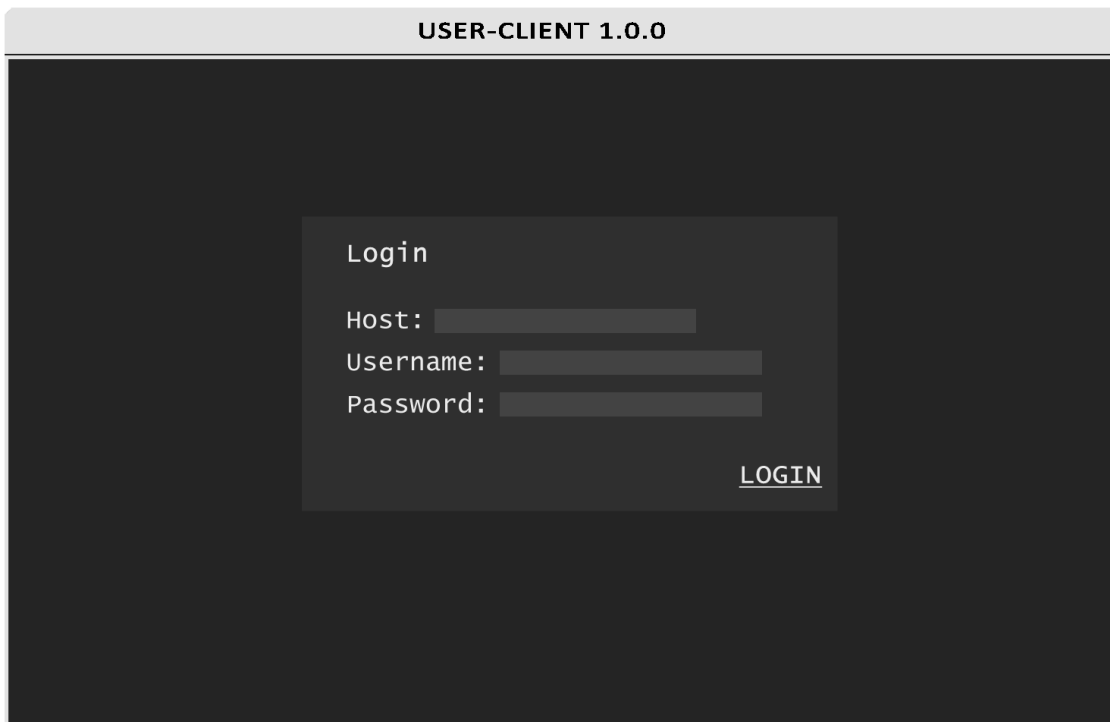 USER-CLIENT 1.0.0
Login
Host:
Username:
Password:
LOGIN